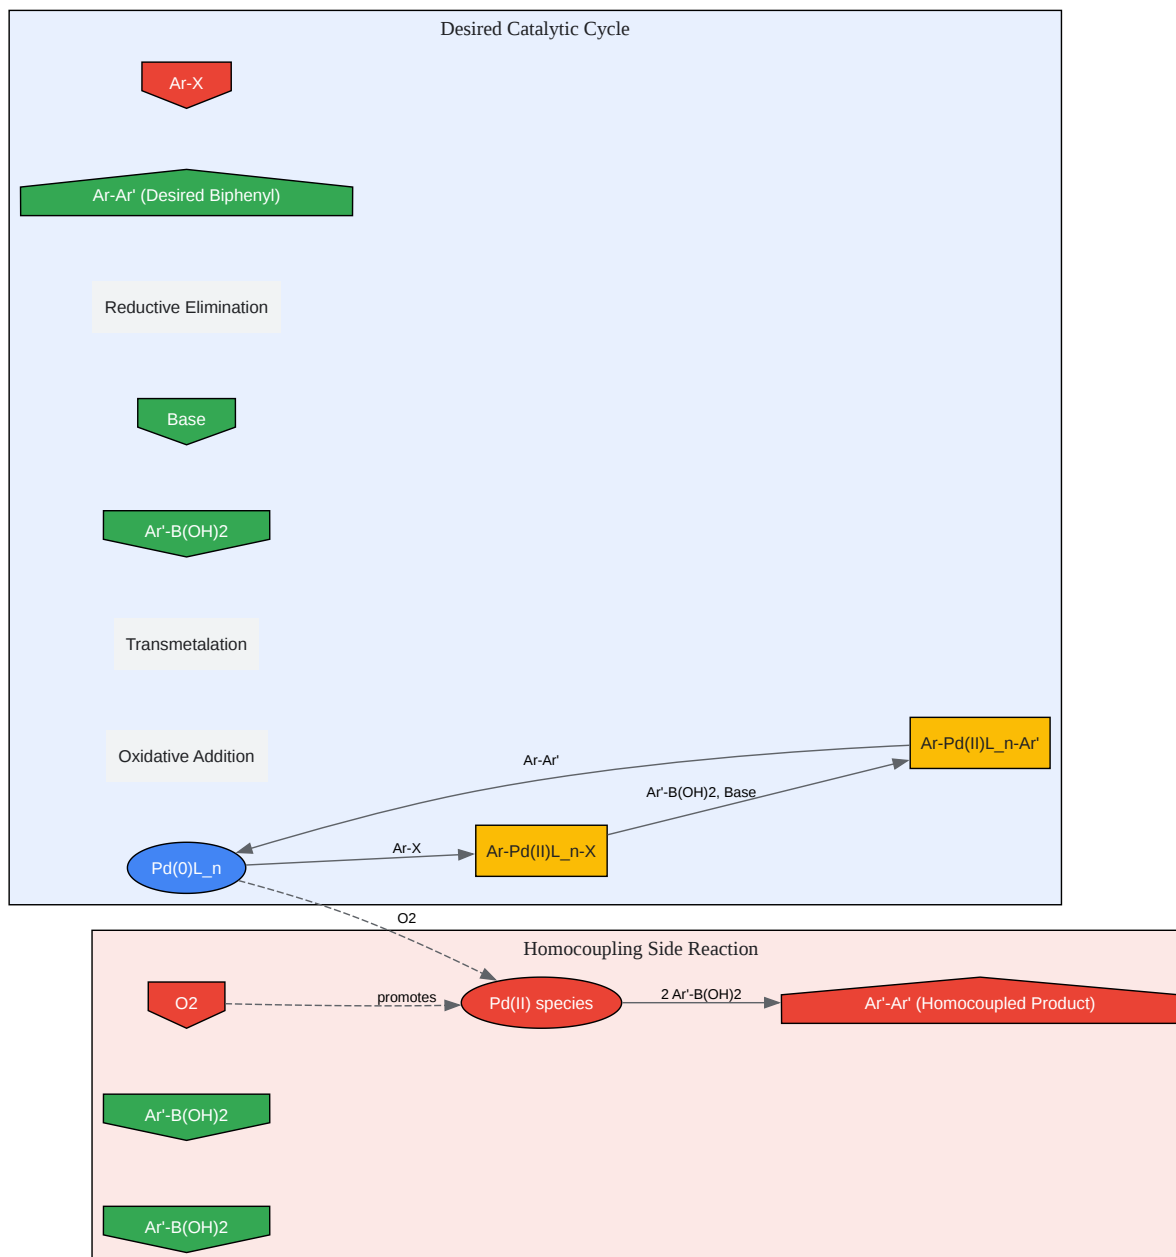 Desired Catalytic Cycle
Ar-X
Ar-Ar' (Desired Biphenyl)
Reductive Elimination
Base
Ar'-B(OH)2
Transmetalation
Oxidative Addition
Ar-Pd(II)L_n-Ar'
Ar-Ar'
Ar'-B(OH)2, Base
Ar-Pd(II)L_n-X
Ar-X
Pd(0)L_n
O2
Homocoupling Side Reaction
O2
promotes
Pd(II) species
2 Ar'-B(OH)2
Ar'-Ar' (Homocoupled Product)
Ar'-B(OH)2
Ar'-B(OH)2